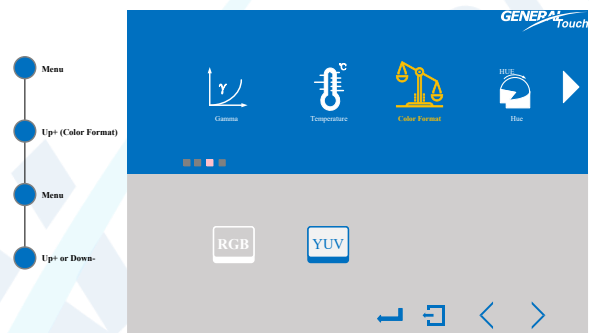 GENERAL
Touch
Menu
Up+ (Color Format)
Menu
Up+ or Down-
γ
°C
HUE
Gamma
Temperature
Color Format
Hue
RGB
YUV